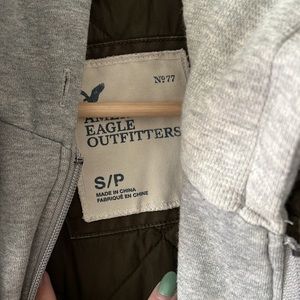 Nº77
EAGLE
OUTFITTERS
S/P
MADE IN CHINA
FABRIQUÉ EN CHINE